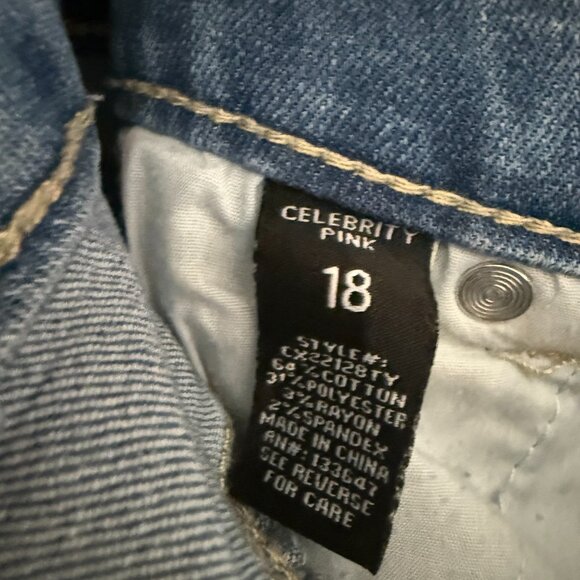 CELEBRITY
PINK
18
STYLE#:
CX22128TY
64%COTTON
31%POLYESTER
3%RAYON
2%SPANDEX
MADE IN CHINA
RN#: 133647
SEE REVERSE
FOR CARE